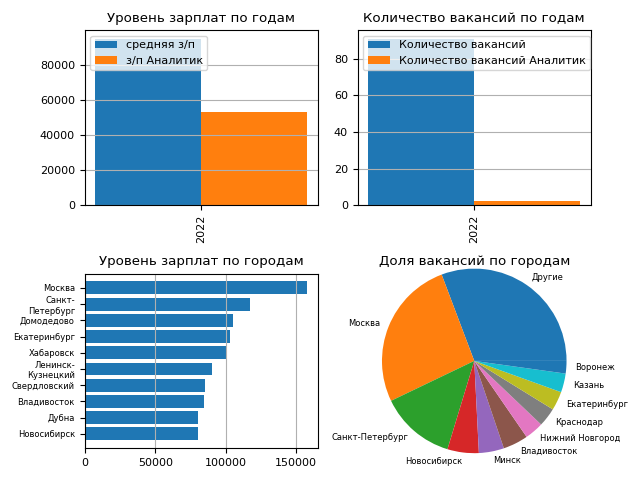 Уровень зарплат по годам
средняя з/п
з/п Аналитик
80000
60000
40000
20000
0
2022
Количество вакансий по годам
Количество вакансий
Количество вакансий Аналитик
80
60
40
20
0
2022
Уровень зарплат по городам
Москва
Санкт-
Петербург
Домодедово
Екатеринбург
Хабаровск
Ленинск-
Кузнецкий
Свердловский
Владивосток
Дубна
Новосибирск
0
50000
100000
150000
Доля вакансий по городам
Другие
Москва
Санкт-Петербург
Новосибирск
Минск
Владивосток
Нижний Новгород
Краснодар
Екатеринбург
Казань
Воронеж